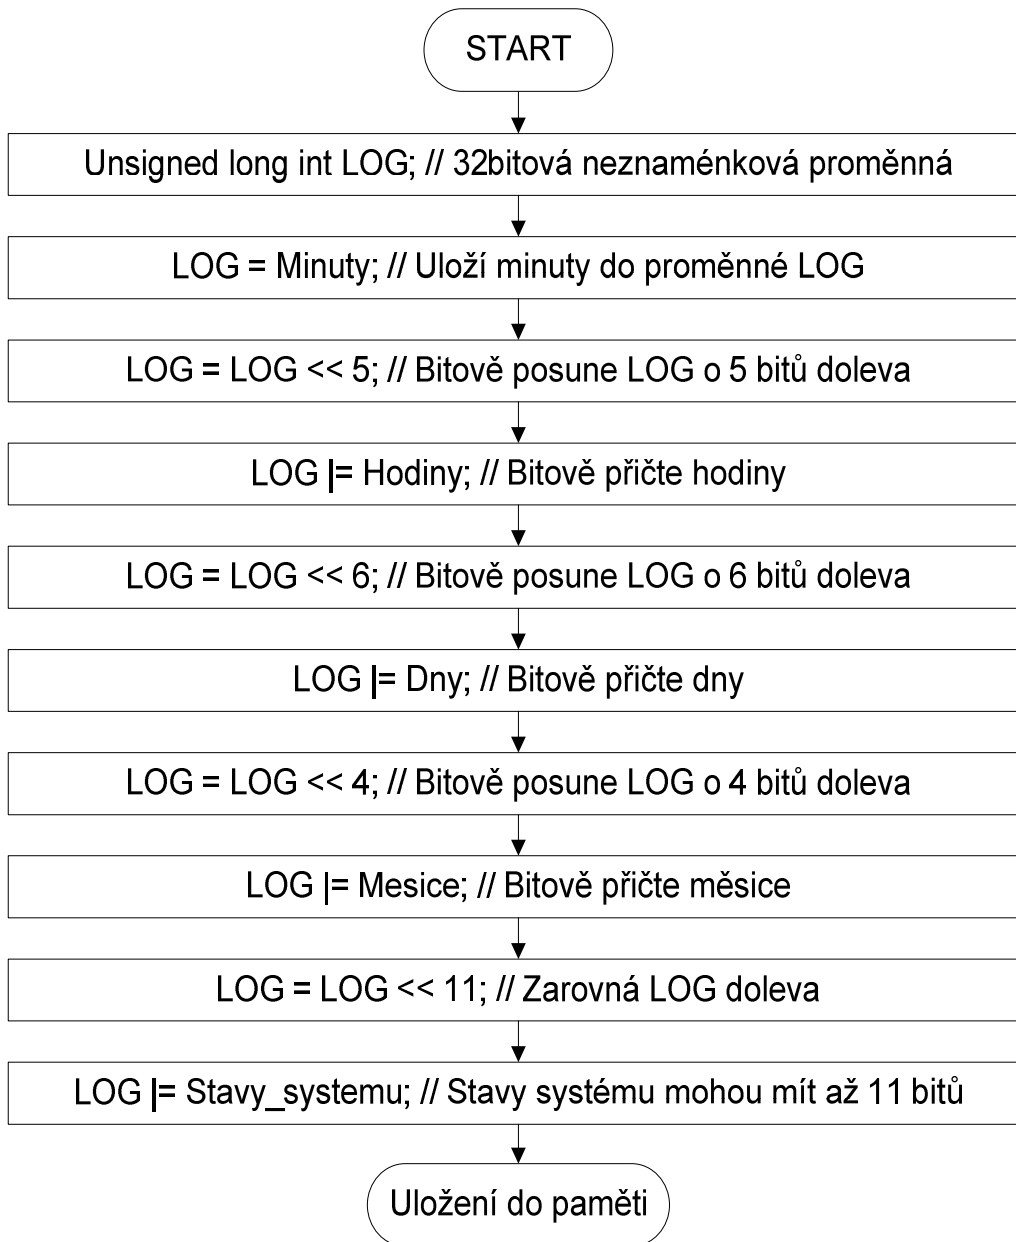 START
Unsigned long int LOG; // 32bitová neznaménková proměnná
LOG = Minuty; // Uloží minuty do proměnné LOG
LOG = LOG << 5; // Bitově posune LOG o 5 bitů doleva
LOG |= Hodiny; // Bitově přičte hodiny
LOG = LOG << 6; // Bitově posune LOG o 6 bitů doleva
LOG |= Dny; // Bitově přičte dny
LOG = LOG << 4; // Bitově posune LOG o 4 bitů doleva
LOG |= Mesice; // Bitově přičte měsice
LOG = LOG << 11; // Zarovná LOG doleva
LOG |= Stavy_systemu; // Stavy systému mohou mít až 11 bitů
Uložení do paměti